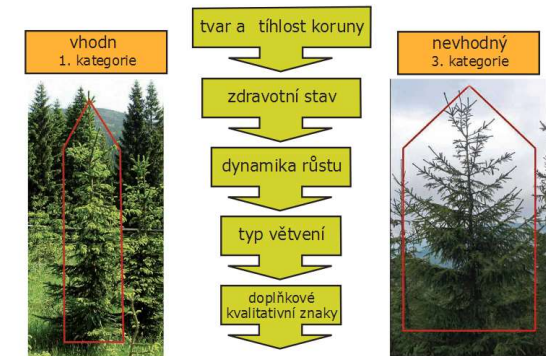 vhodn
1. kategorie
tvar a tíhlost koruny
zdravotní stav
dynamika růstu
typ větvení
doplňkové
kvalitativní znaky
nevhodný
3. kategorie